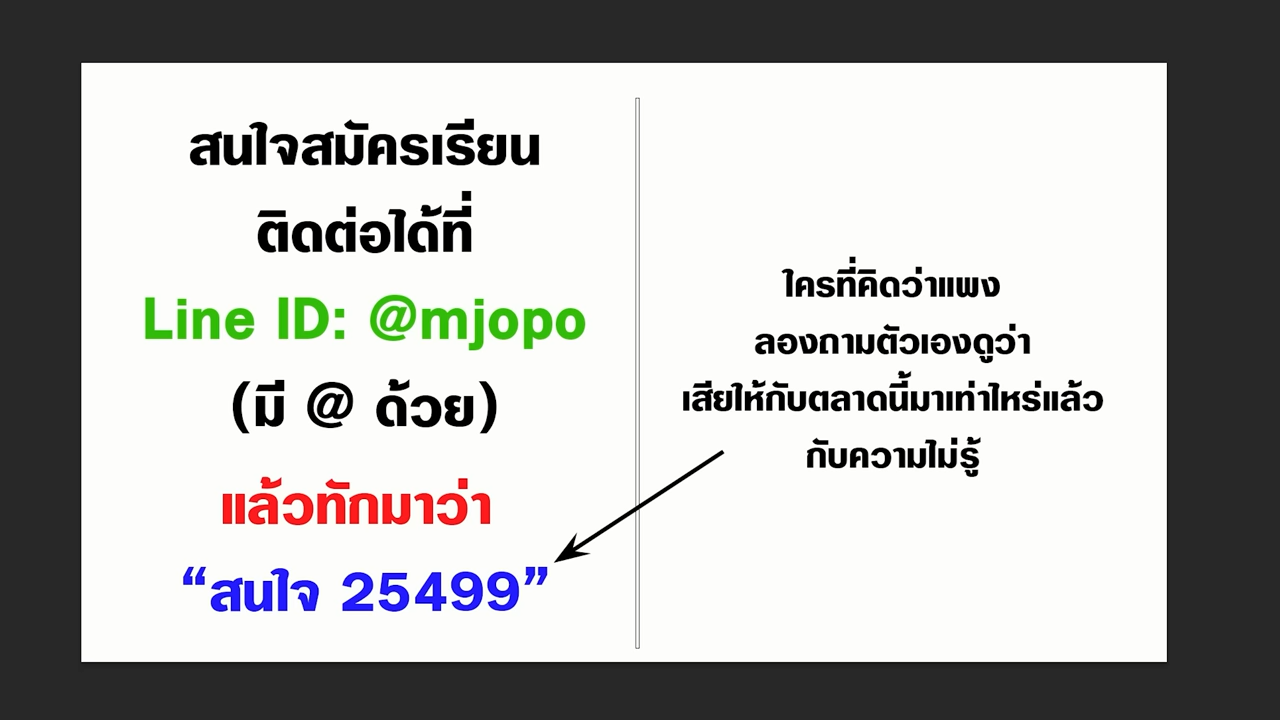 สนใจสมัครเรียน
ติดต่อได้ที่
Line ID: @mjopo
(มี @ ด้วย)
แล้วทักมาว่า
“สนใจ 25499”
ใครที่คิดว่าแพง
ลองถามตัวเองดูว่า
เสียให้กับตลาดนี้มาเท่าไหร่แล้ว
กับความไม่รู้